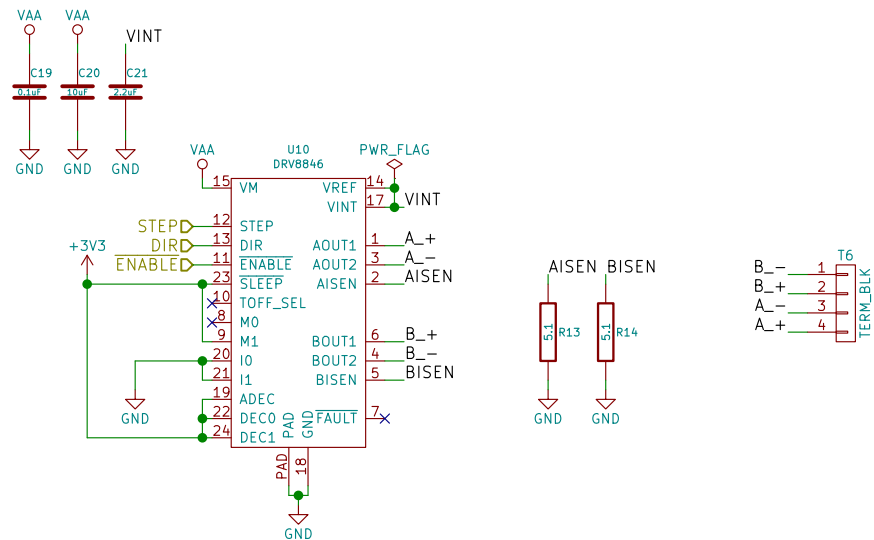 VAA
VAA
VINT
C19
0.1uF
C20
10uF
C21
2.2uF
GND
GND
GND
U10
DRV8846
VAA
PWR_FLAG
15
VM
VREF
14
VINT
17
VINT
STEP
12
STEP
DIR
13
DIR
ENABLE
11
ENABLE
+3V3
23
SLEEP
10
TOFF_SEL
8
M0
9
M1
20
I0
21
I1
19
ADEC
22
DEC0
24
DEC1
GND
AOUT1
1
A_+
AOUT2
3
A_-
AISEN
2
AISEN
BOUT1
6
B_+
BOUT2
4
B_-
BISEN
5
BISEN
FAULT
7
PAD
GND
PAD
18
GND
AISEN
BISEN
5.1
R13
5.1
R14
GND
GND
T6
B_-
1
B_+
2
A_-
3
A_+
4
TERM_BLK